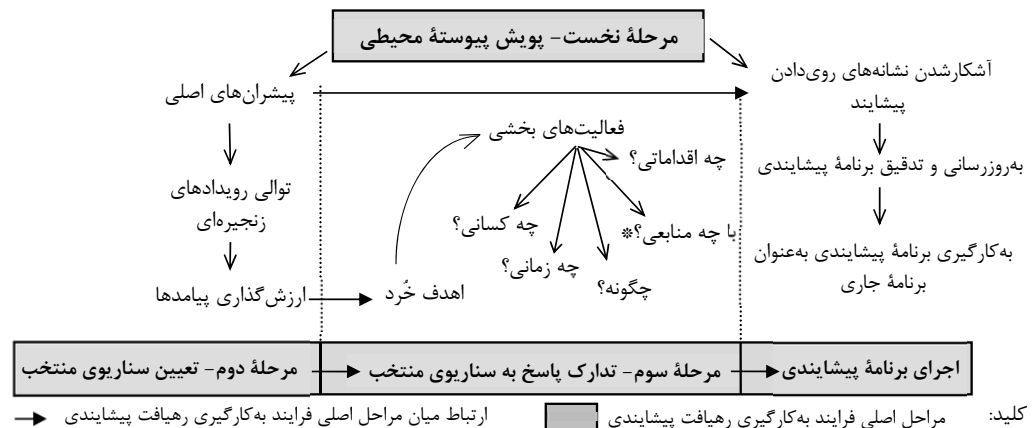 مرحلهٔ نخست- پویش پیوستهٔ محیطی
پیشران‌های اصلی
توالی رویدادهای
زنجیره‌ای
ارزش‌گذاری پیامدها
اهدف خُرد
فعالیت‌های بخشی
چه اقداماتی؟
با چه منابعی؟*
چگونه؟
چه زمانی؟
چه کسانی؟
آشکارشدن نشانه‌های روی‌دادن
پیشایند
به‌روزرسانی و تدقیق برنامهٔ پیشایندی
به‌کارگیری برنامهٔ پیشایندی به‌عنوان
برنامهٔ جاری
مرحلهٔ دوم- تعیین سناریوی منتخب
مرحلهٔ سوم- تدارک پاسخ به سناریوی منتخب
اجرای برنامهٔ پیشایندی
کلید:
مراحل اصلی فرایند به‌کارگیری رهیافت پیشایندی
ارتباط میان مراحل اصلی فرایند به‌کارگیری رهیافت پیشایندی